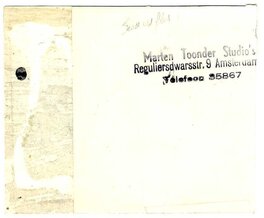 Marten Toonder Studio's
Reguliersdwarsstr. 9 Amsterdam
Telefoon 35867